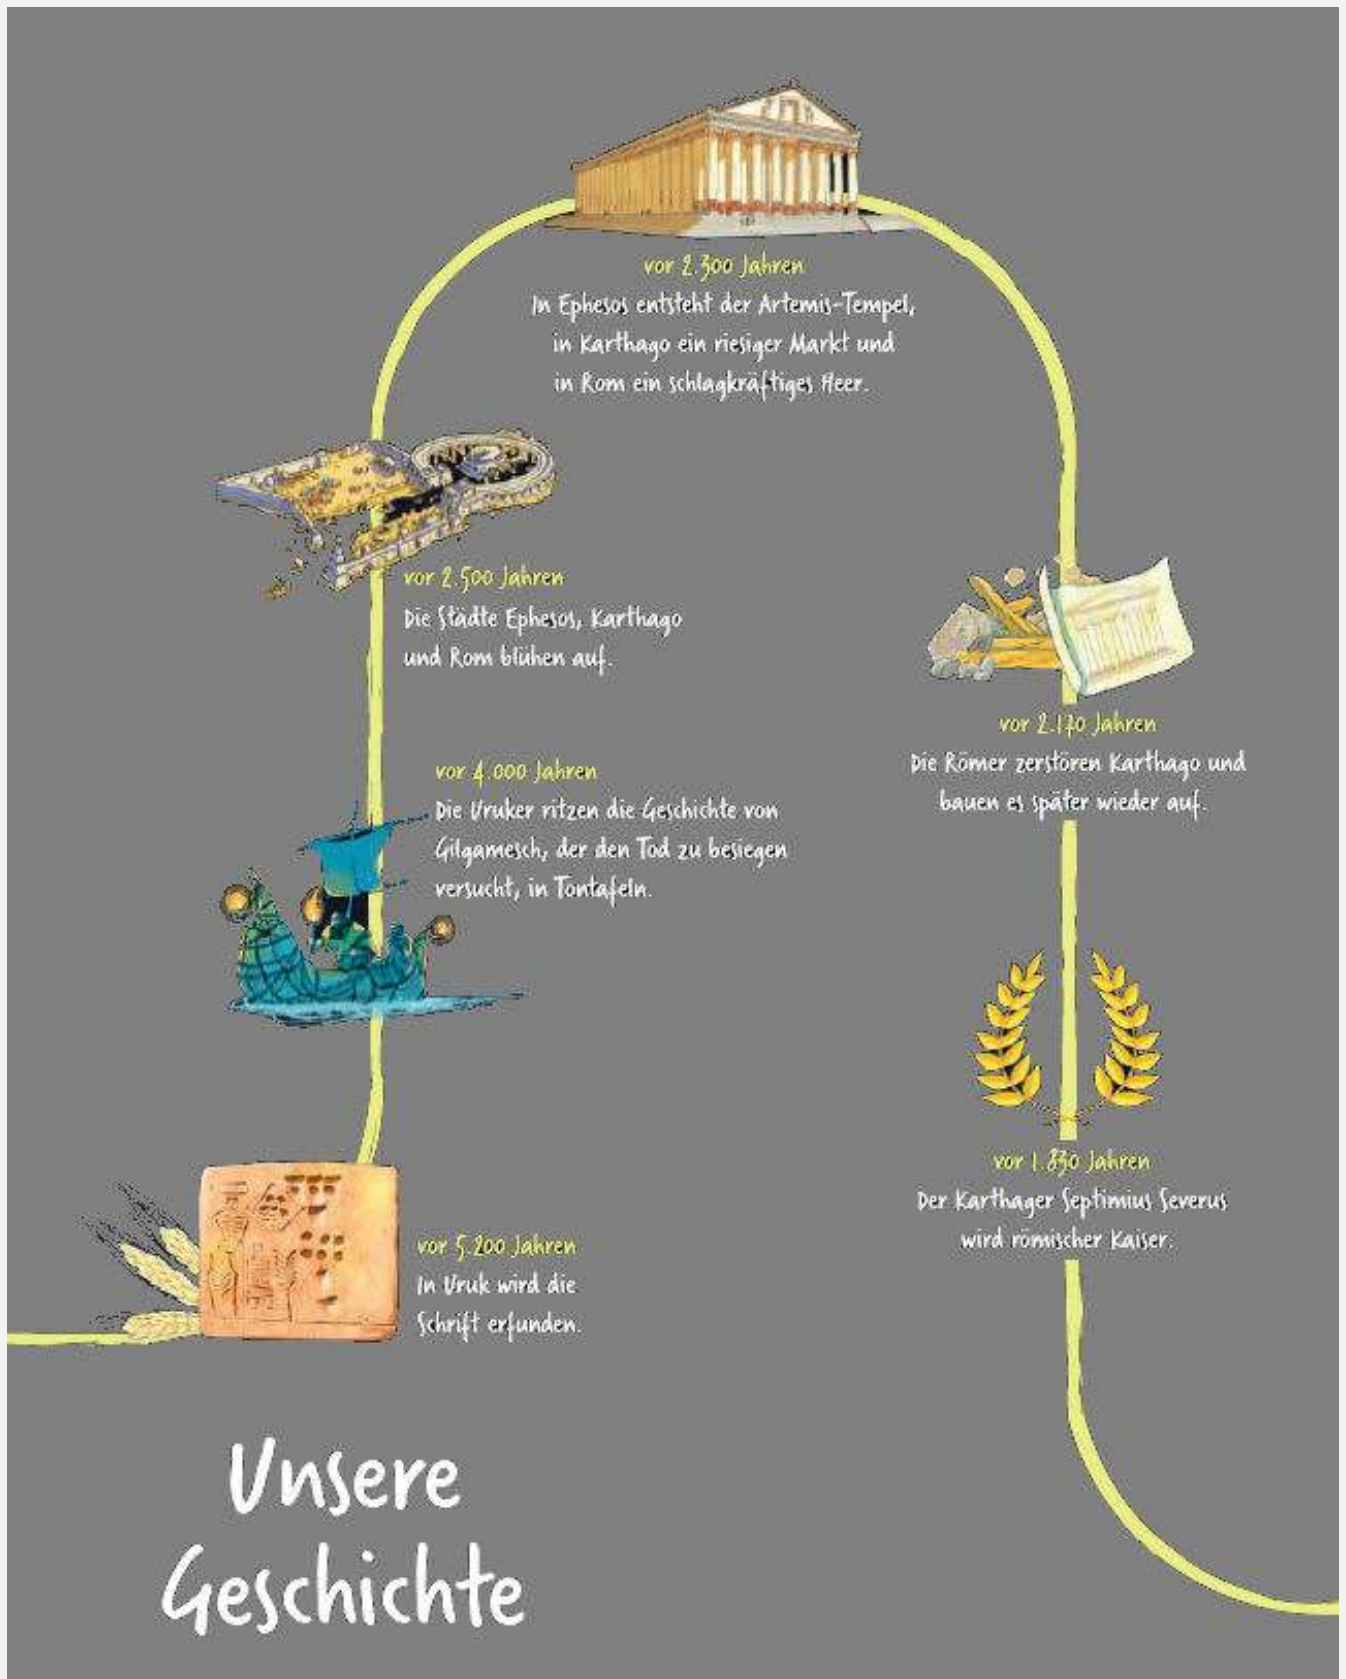 vor 2.300 Jahren
In Ephesos entsteht der Artemis-Tempel,
in Karthago ein riesiger Markt und
in Rom ein schlagkräftiges Heer.
vor 2.500 Jahren
Die Städte Ephesos, Karthago
und Rom blühen auf.
vor 4.000 Jahren
Die Uruker ritzen die Geschichte von
Gilgamesch, der den Tod zu besiegen
versucht, in Tontafeln.
vor 5.200 Jahren
In Uruk wird die
Schrift erfunden.
vor 2.170 Jahren
Die Römer zerstören Karthago und
bauen es später wieder auf.
vor 1.830 Jahren
Der Karthager Septimius Severus
wird römischer Kaiser.
Unsere
Geschichte